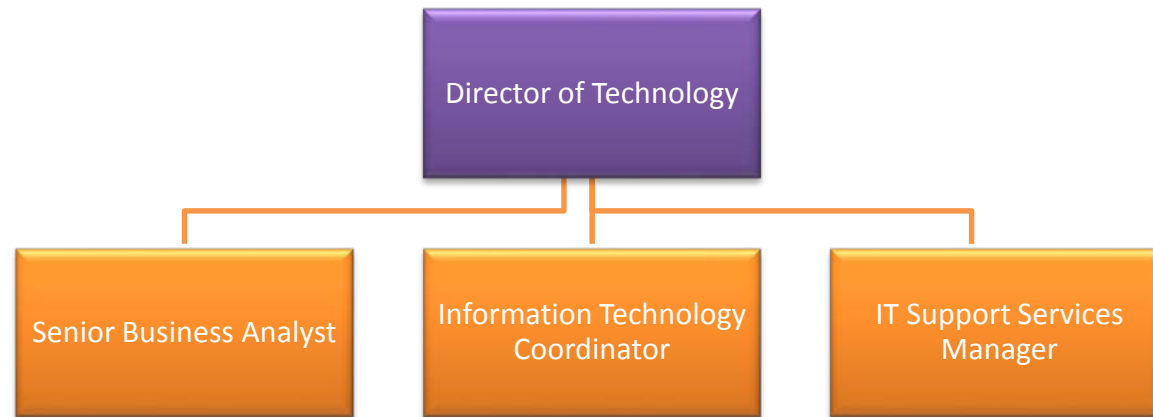 Director of Technology
Senior Business Analyst
Information Technology
Coordinator
IT Support Services
Manager